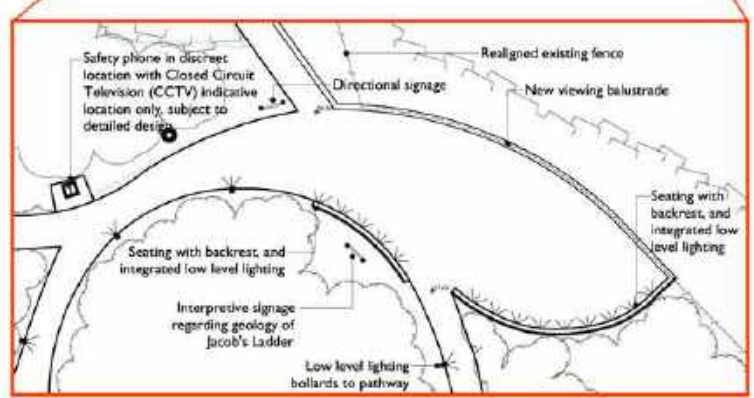 Safety phone in discreet
location with Closed Circuit
Television (CCTV) indicative
location only, subject to
detailed design
Directional signage
Realigned existing fence
New viewing balustrade
Seating with
backrest, and
integrated low
level lighting
Seating with backrest, and
integrated low level lighting
Interpretive signage
regarding geology of
Jacob's Ladder
Low level lighting
bollards to pathway